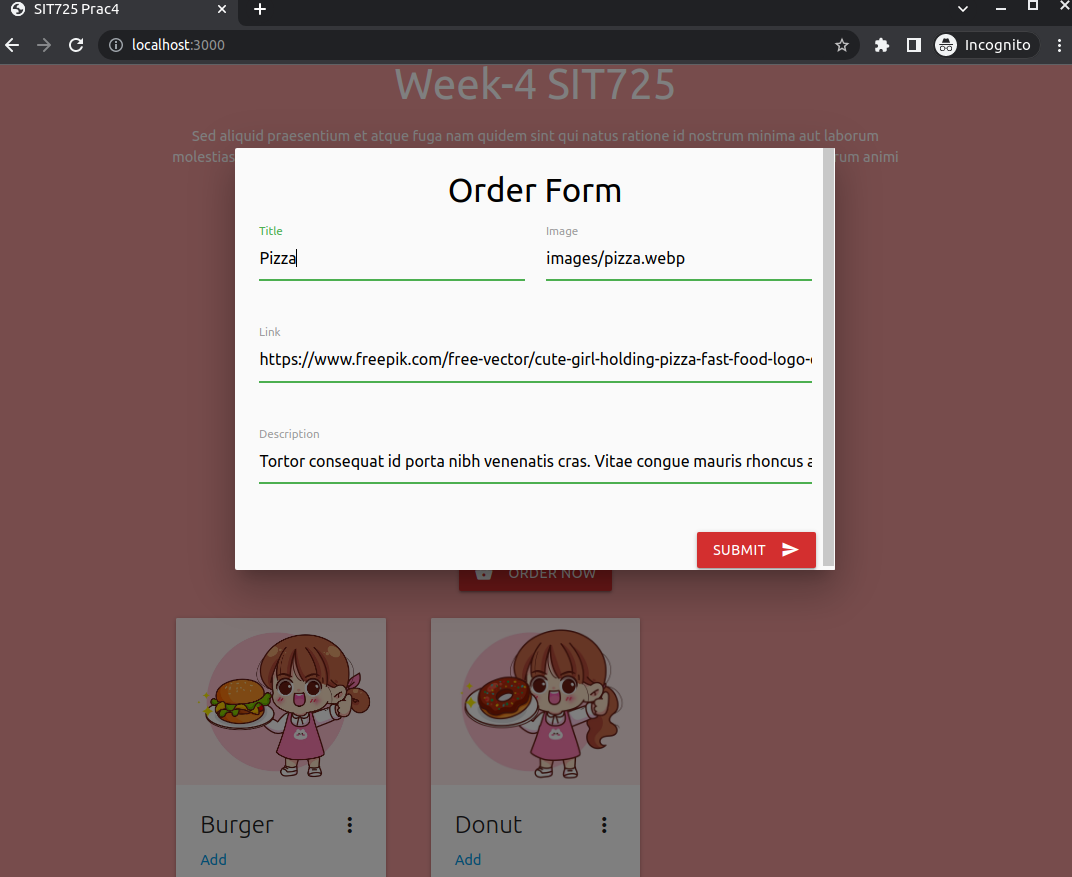 SIT725 Prac4
localhost:3000
Incognito
Week-4 SIT725
Sed aliquid praesentium et atque fuga nam quidem sint qui natus ratione id nostrum minima aut laborum
molestias rum animi
Order Form
Title
Image
Pizza
images/pizza.webp
Link
https://www.freepik.com/free-vector/cute-girl-holding-pizza-fast-food-logo-
Description
Tortor consequat id porta nibh venenatis cras. Vitae congue mauris rhoncus a
SUBMIT
ORDER NOW
Burger
Donut
Add
Add